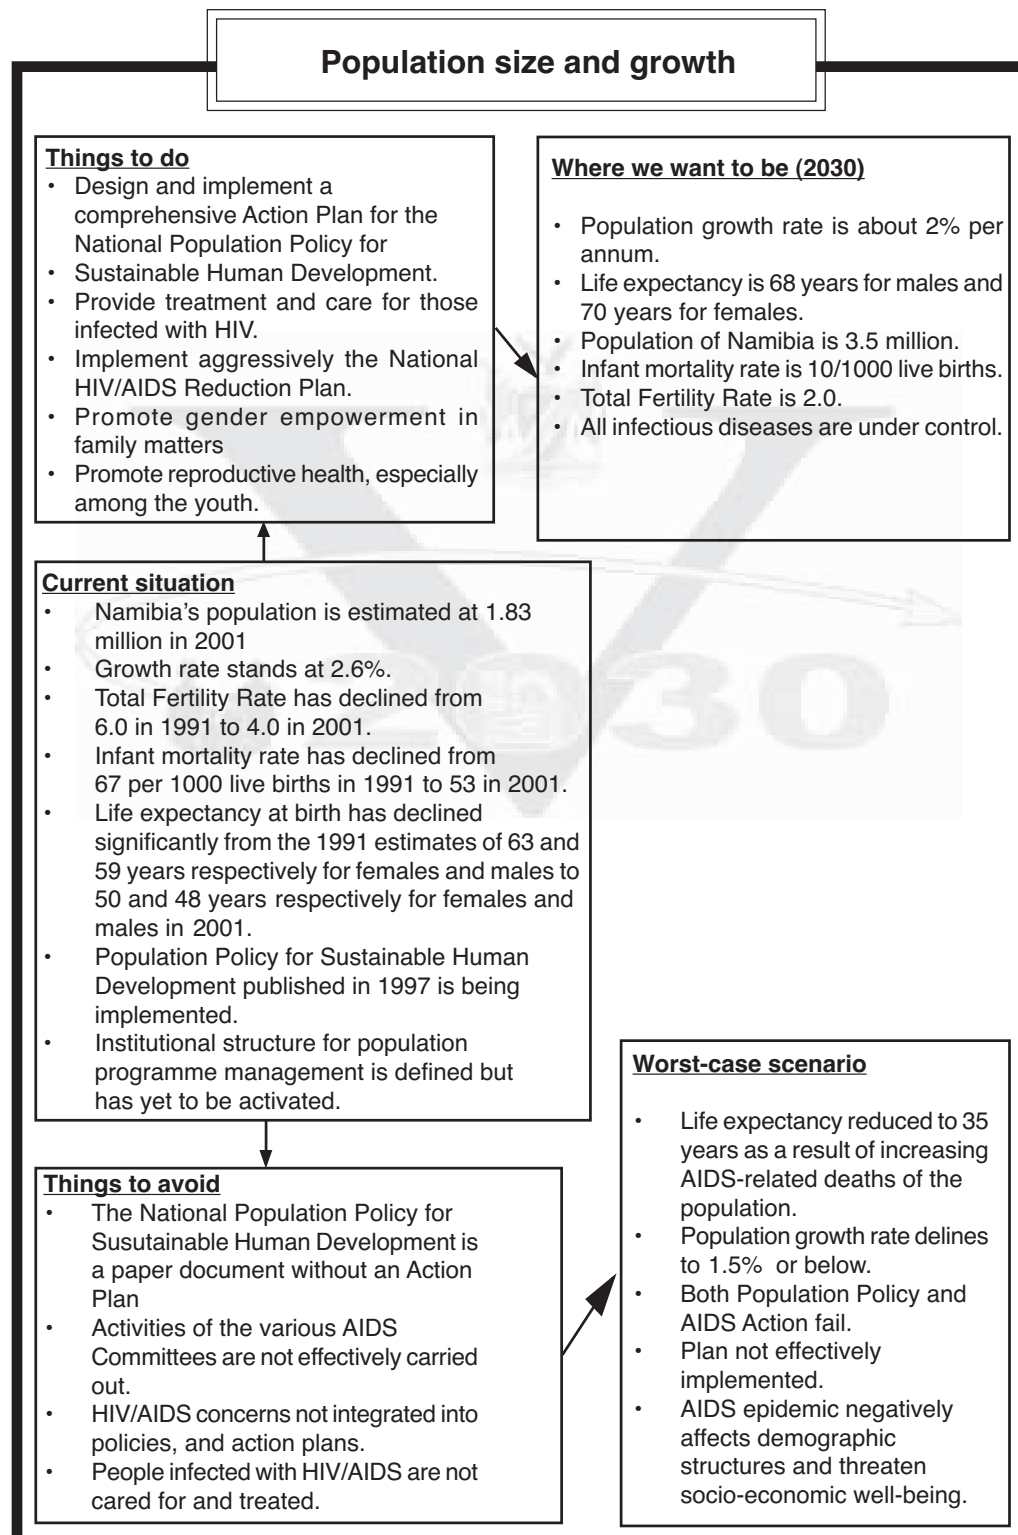 Population size and growth
Things to do
• Design and implement a
comprehensive Action Plan for the
National Population Policy for
• Sustainable Human Development.
• Provide treatment and care for those
infected with HIV.
• Implement aggressively the National
HIV/AIDS Reduction Plan.
• Promote gender empowerment in
family matters
• Promote reproductive health, especially
among the youth.
Where we want to be (2030)
• Population growth rate is about 2% per
annum.
• Life expectancy is 68 years for males and
70 years for females.
• Population of Namibia is 3.5 million.
• Infant mortality rate is 10/1000 live births.
• Total Fertility Rate is 2.0.
• All infectious diseases are under control.
Current situation
• Namibia's population is estimated at 1.83
million in 2001
• Growth rate stands at 2.6%.
• Total Fertility Rate has declined from
6.0 in 1991 to 4.0 in 2001.
• Infant mortality rate has declined from
67 per 1000 live births in 1991 to 53 in 2001.
• Life expectancy at birth has declined
significantly from the 1991 estimates of 63 and
59 years respectively for females and males to
50 and 48 years respectively for females and
males in 2001.
• Population Policy for Sustainable Human
Development published in 1997 is being
implemented.
• Institutional structure for population
programme management is defined but
has yet to be activated.
Things to avoid
• The National Population Policy for
Susutainable Human Development is
a paper document without an Action
Plan
• Activities of the various AIDS
Committees are not effectively carried
out.
• HIV/AIDS concerns not integrated into
policies, and action plans.
• People infected with HIV/AIDS are not
cared for and treated.
Worst-case scenario
• Life expectancy reduced to 35
years as a result of increasing
AIDS-related deaths of the
population.
• Population growth rate delines
to 1.5% or below.
• Both Population Policy and
AIDS Action fail.
• Plan not effectively
implemented.
• AIDS epidemic negatively
affects demographic
structures and threaten
socio-economic well-being.
V
2030